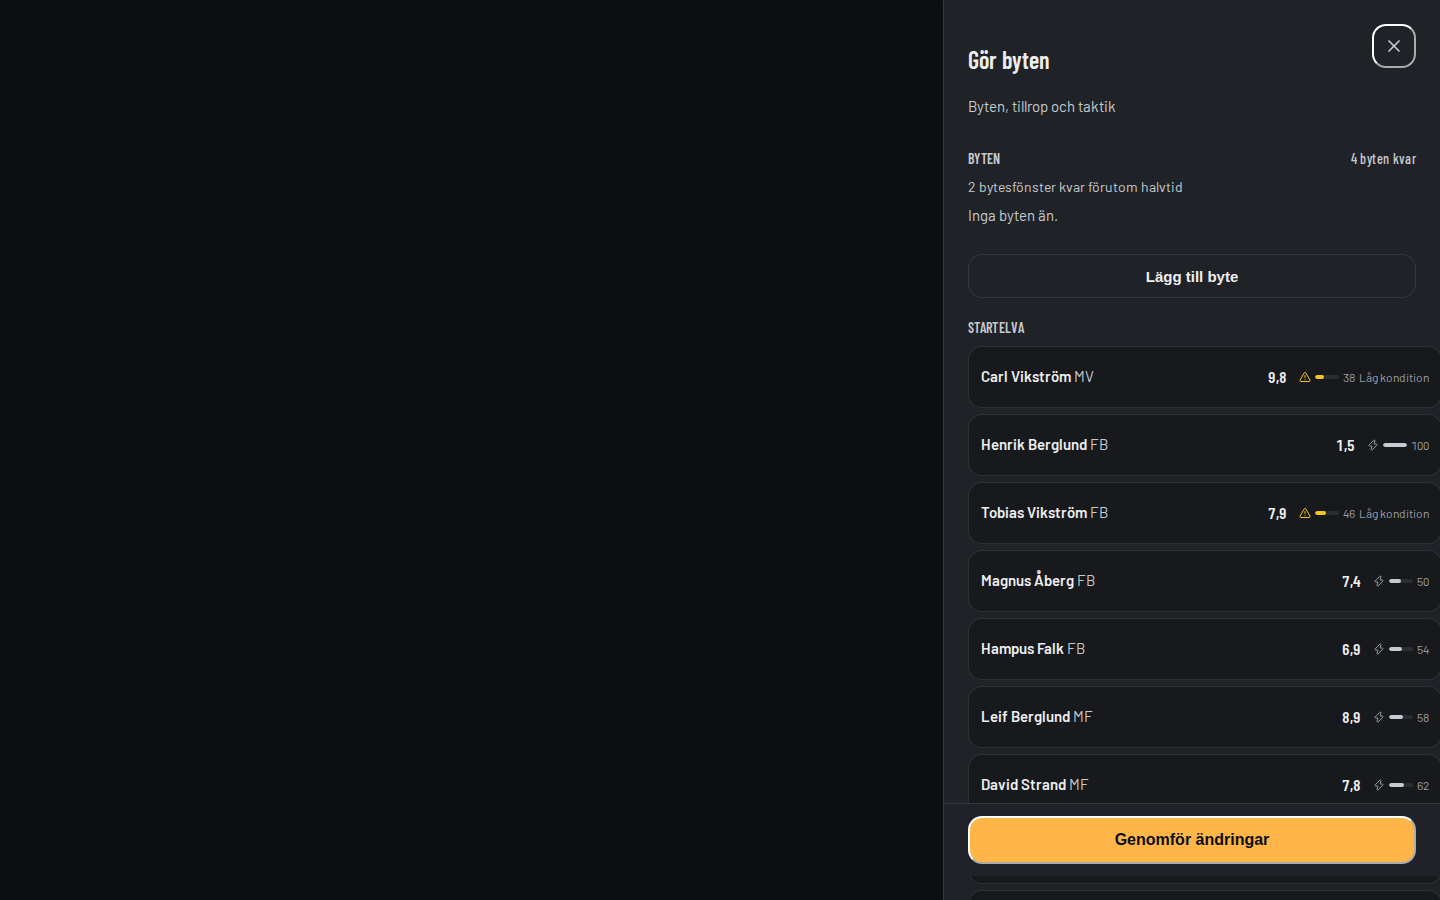 Gör byten
Byten, tillrop och taktik
BYTEN 4 byten kvar
2 bytesfönster kvar förutom halvtid
Inga byten än.
Lägg till byte
STARTELVA
Carl Vikström MV 9,8 38 Låg kondition
Henrik Berglund FB 1,5 100
Tobias Vikström FB 7,9 46 Låg kondition
Magnus Åberg FB 7,4 50
Hampus Falk FB 6,9 54
Leif Berglund MF 8,9 58
David Strand MF 7,8 62
Genomför ändringar